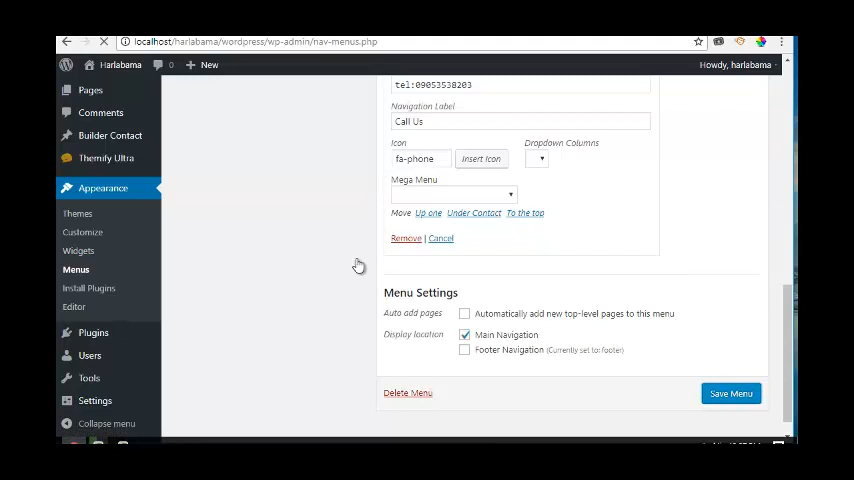 localhost/harlabama/wordpress/wp-admin/nav-menus.php
Harlabama 0 New Howdy, harlabama
Pages
Comments
Builder Contact
Themify Ultra
Appearance
Themes
Customize
Widgets
Menus
Install Plugins
Editor
Plugins
Users
Tools
Settings
Collapse menu
tel:09053538203
Navigation Label
Call Us
Icon Dropdown Columns
fa-phone Insert Icon
Mega Menu
Move Up one Under Contact To the top
Remove | Cancel
Menu Settings
Auto add pages Automatically add new top-level pages to this menu
Display location Main Navigation
Footer Navigation (Currently set to: footer)
Delete Menu Save Menu